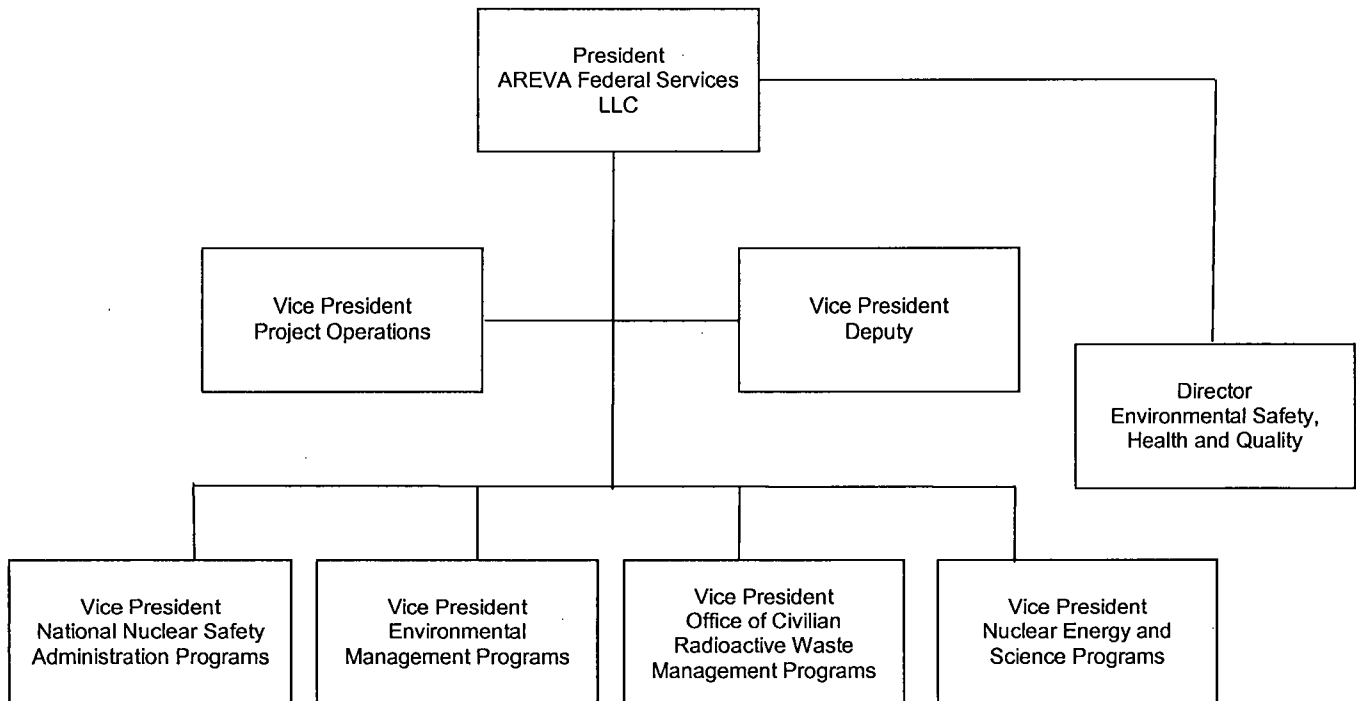 President
AREVA Federal Services
LLC
Vice President
Project Operations
Vice President
Deputy
Director
Environmental Safety,
Health and Quality
Vice President
National Nuclear Safety
Administration Programs
Vice President
Environmental
Management Programs
Vice President
Office of Civilian
Radioactive Waste
Management Programs
Vice President
Nuclear Energy and
Science Programs